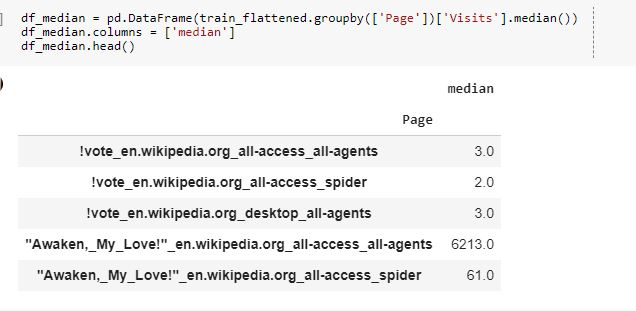 df_median = pd.DataFrame(train_flattened.groupby(['Page'])['Visits'].median())
df_median.columns = ['median']
df_median.head()
median
Page
!vote_en.wikipedia.org_all-access_all-agents 3.0
!vote_en.wikipedia.org_all-access_spider 2.0
!vote_en.wikipedia.org_desktop_all-agents 3.0
"Awaken,_My_Love!"_en.wikipedia.org_all-access_all-agents 6213.0
"Awaken,_My_Love!"_en.wikipedia.org_all-access_spider 61.0